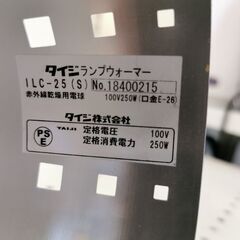 タイジランプウォーマー
ILC-25(S) No.18400215
赤外線乾燥用電球 100V250W(口金E-26)
タイジ株式会社
PS
E
TAIJI
定格電圧 100V
定格消費電力 250W